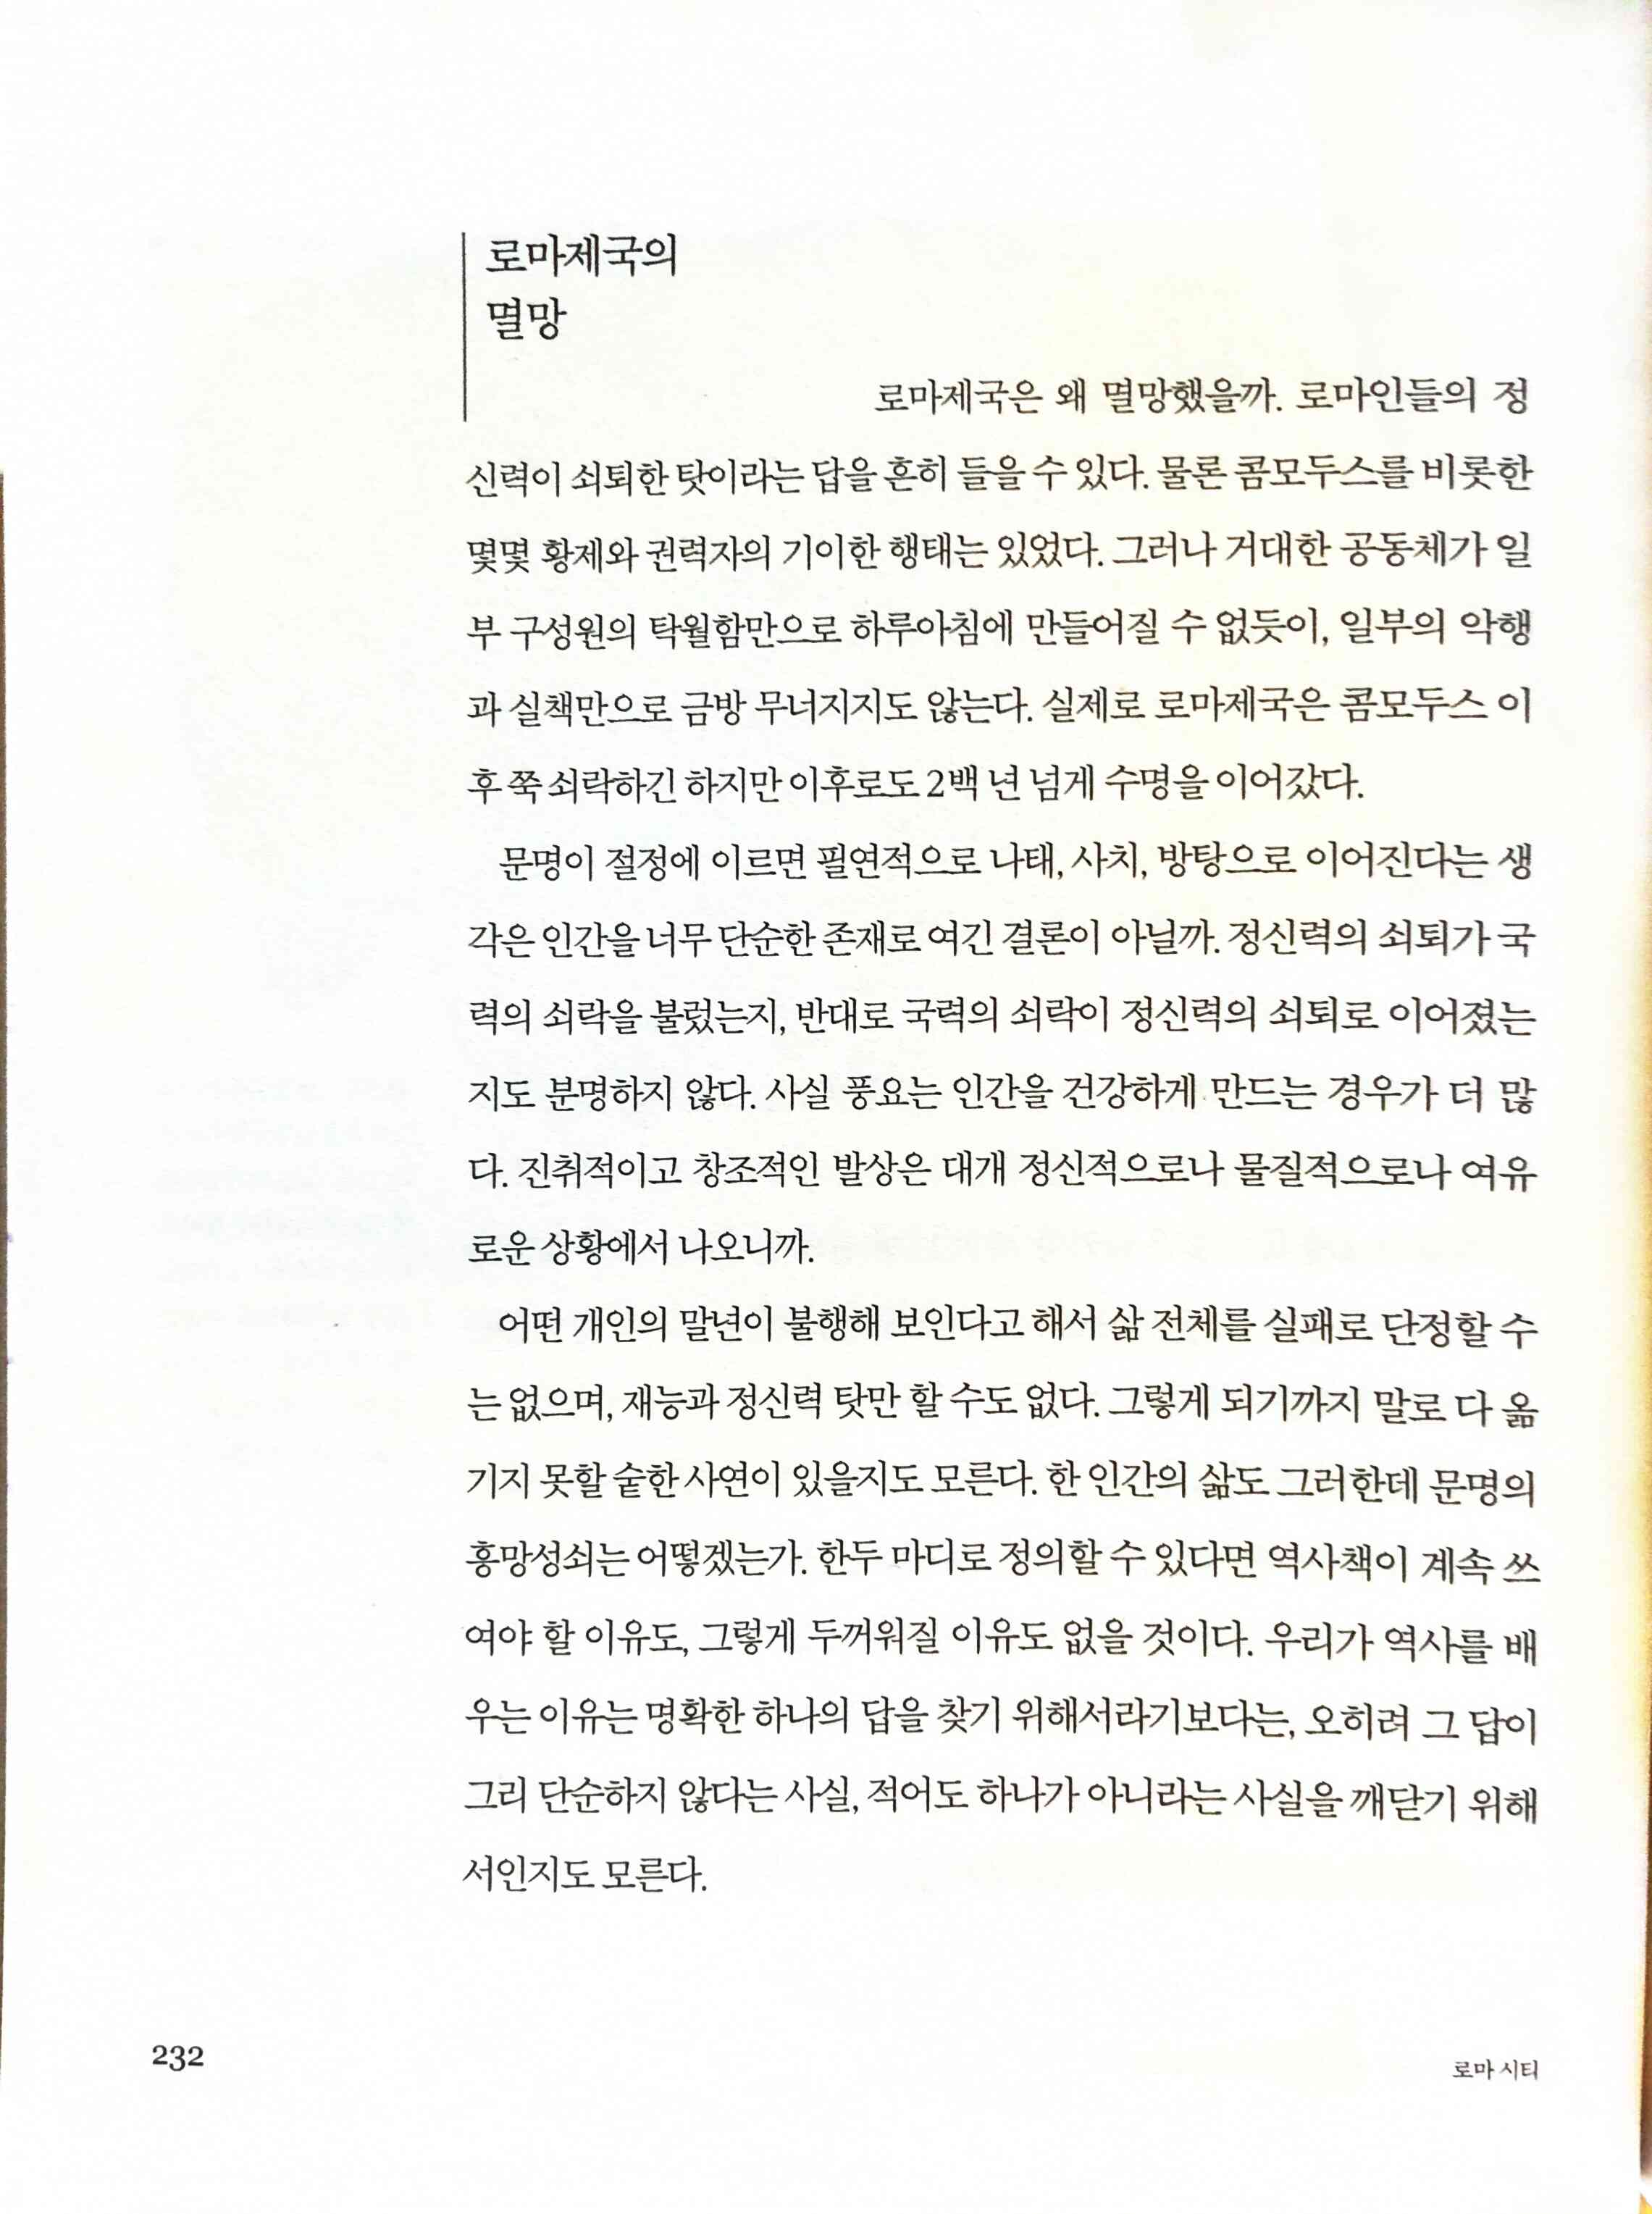 로마제국의
멸망
로마제국은 왜 멸망했을까. 로마인들의 정
신력이 쇠퇴한 탓이라는 답을 흔히 들을 수 있다. 물론 콤모두스를 비롯한
몇몇 황제와 권력자의 기이한 행태는 있었다. 그러나 거대한 공동체가 일
부 구성원의 탁월함만으로 하루아침에 만들어질 수 없듯이, 일부의 악행
과 실책만으로 금방 무너지지도 않는다. 실제로 로마제국은 콤모두스 이
후 쭉 쇠락하긴 하지만 이후로도 2백 년 넘게 수명을 이어갔다.
문명이 절정에 이르면 필연적으로 나태, 사치, 방탕으로 이어진다는 생
각은 인간을 너무 단순한 존재로 여긴 결론이 아닐까. 정신력의 쇠퇴가 국
력의 쇠락을 불렀는지, 반대로 국력의 쇠락이 정신력의 쇠퇴로 이어졌는
지도 분명하지 않다. 사실 풍요는 인간을 건강하게 만드는 경우가 더 많
다. 진취적이고 창조적인 발상은 대개 정신적으로나 물질적으로나 여유
로운 상황에서 나오니까.
어떤 개인의 말년이 불행해 보인다고 해서 삶 전체를 실패로 단정할 수
는 없으며, 재능과 정신력 탓만 할 수도 없다. 그렇게 되기까지 말로 다 옮
기지 못할 숱한 사연이 있을지도 모른다. 한 인간의 삶도 그러한데 문명의
흥망성쇠는 어떻겠는가. 한두 마디로 정의할 수 있다면 역사책이 계속 쓰
여야 할 이유도, 그렇게 두꺼워질 이유도 없을 것이다. 우리가 역사를 배
우는 이유는 명확한 하나의 답을 찾기 위해서라기보다는, 오히려 그 답이
그리 단순하지 않다는 사실, 적어도 하나가 아니라는 사실을 깨닫기 위해
서인지도 모른다.
232
로마 시티